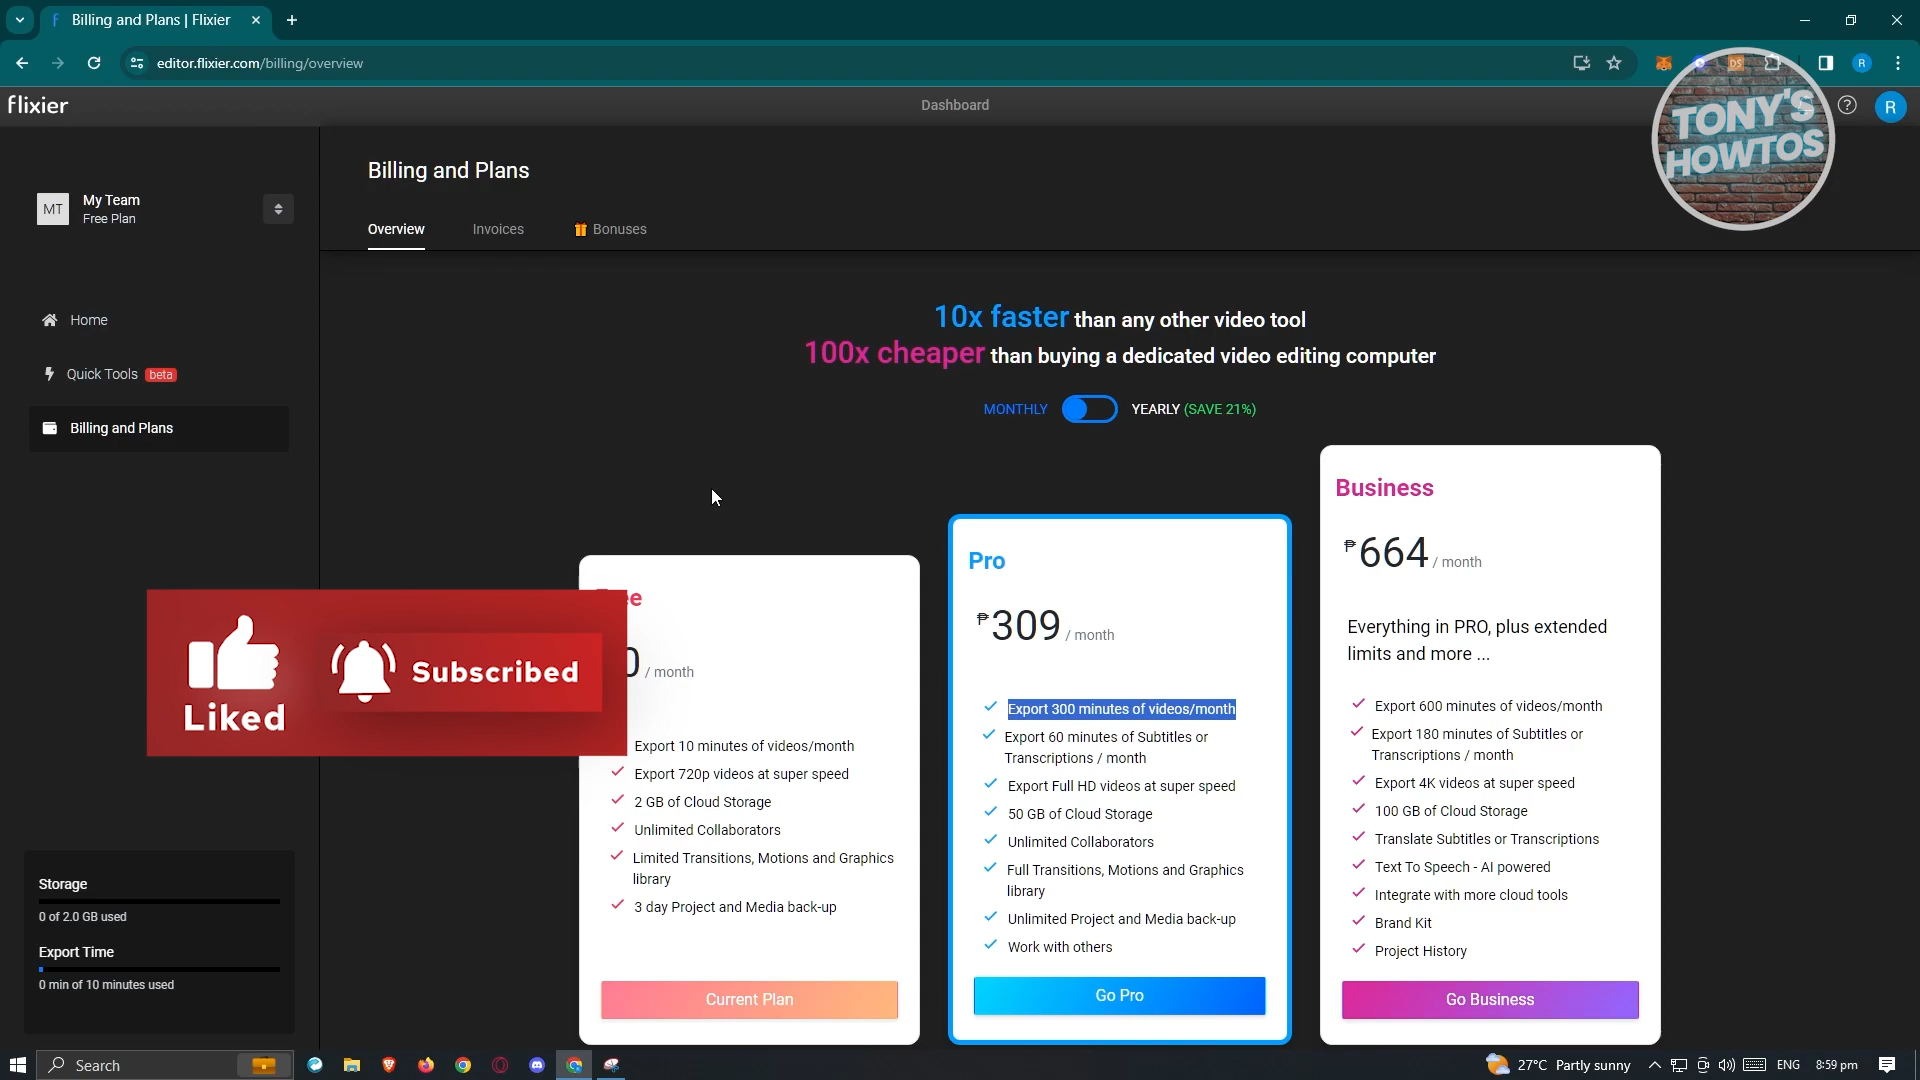 Billing and Plans | Flixier
editor.flixier.com/billing/overview
DS
R
TONY'S
HOWTOS
flixier
Dashboard
R
MT
My Team
Free Plan
Billing and Plans
Overview
Invoices
Bonuses
Home
Quick Tools beta
Billing and Plans
10x faster than any other video tool
100x cheaper than buying a dedicated video editing computer
MONTHLY
YEARLY (SAVE 21%)
Liked
Subscribed
/ month
Export 10 minutes of videos/month
Export 720p videos at super speed
2 GB of Cloud Storage
Unlimited Collaborators
Limited Transitions, Motions and Graphics
library
3 day Project and Media back-up
Current Plan
Pro
₱309 / month
Export 300 minutes of videos/month
Export 60 minutes of Subtitles or
Transcriptions / month
Export Full HD videos at super speed
50 GB of Cloud Storage
Unlimited Collaborators
Full Transitions, Motions and Graphics
library
Unlimited Project and Media back-up
Work with others
Go Pro
Business
₱664 / month
Everything in PRO, plus extended
limits and more ...
Export 600 minutes of videos/month
Export 180 minutes of Subtitles or
Transcriptions / month
Export 4K videos at super speed
100 GB of Cloud Storage
Translate Subtitles or Transcriptions
Text To Speech - AI powered
Integrate with more cloud tools
Brand Kit
Project History
Go Business
Storage
0 of 2.0 GB used
Export Time
0 min of 10 minutes used
Search
27°C Partly sunny
ENG
8:59 pm